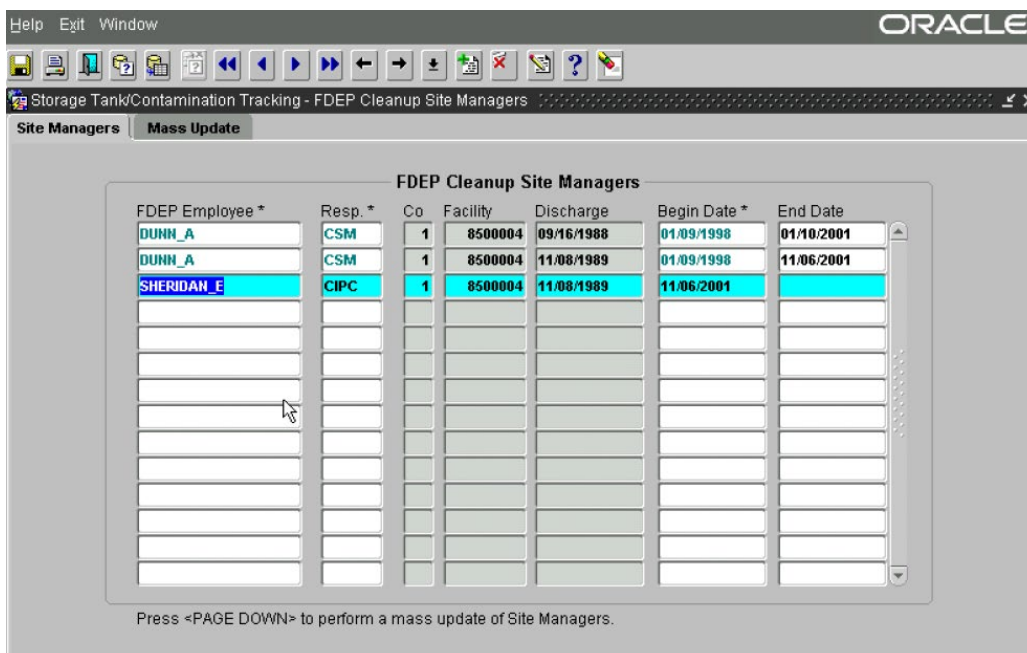 Help Exit Window ORACLE
Storage Tank/Contamination Tracking - FDEP Cleanup Site Managers
Site Managers Mass Update
FDEP Cleanup Site Managers
FDEP Employee * Resp. * Co Facility Discharge Begin Date * End Date
DUNN_A CSM 1 8500004 09/16/1988 01/09/1998 01/10/2001
DUNN_A CSM 1 8500004 11/08/1989 01/09/1998 11/06/2001
SHERIDAN_E CIPC 1 8500004 11/08/1989 11/06/2001
Press <PAGE DOWN> to perform a mass update of Site Managers.